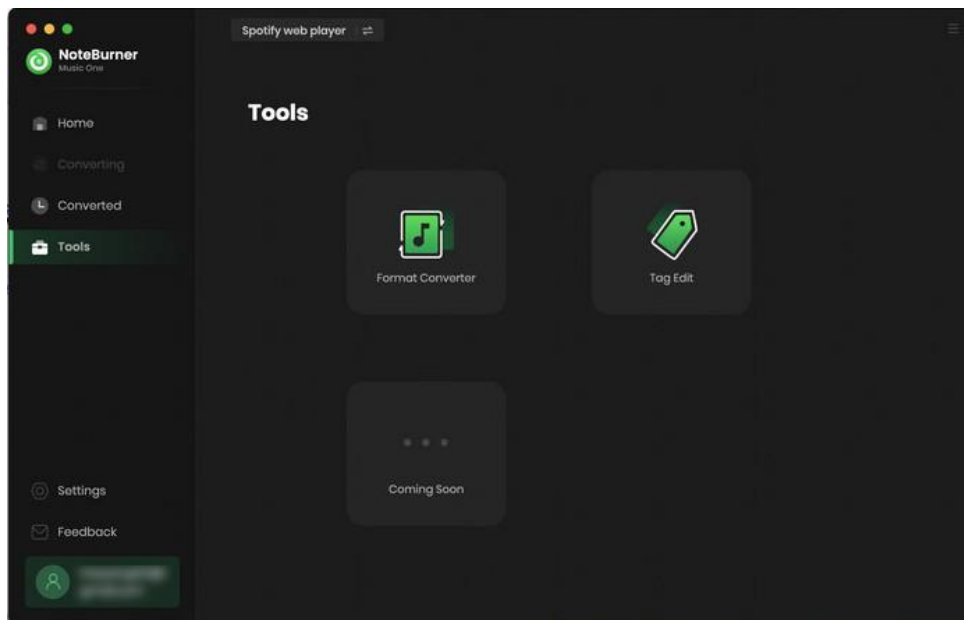 Spotify web player
NoteBurner
Music One
Home
Converting
Converted
Tools
Settings
Feedback
Tools
Format Converter
Tag Edit
Coming Soon